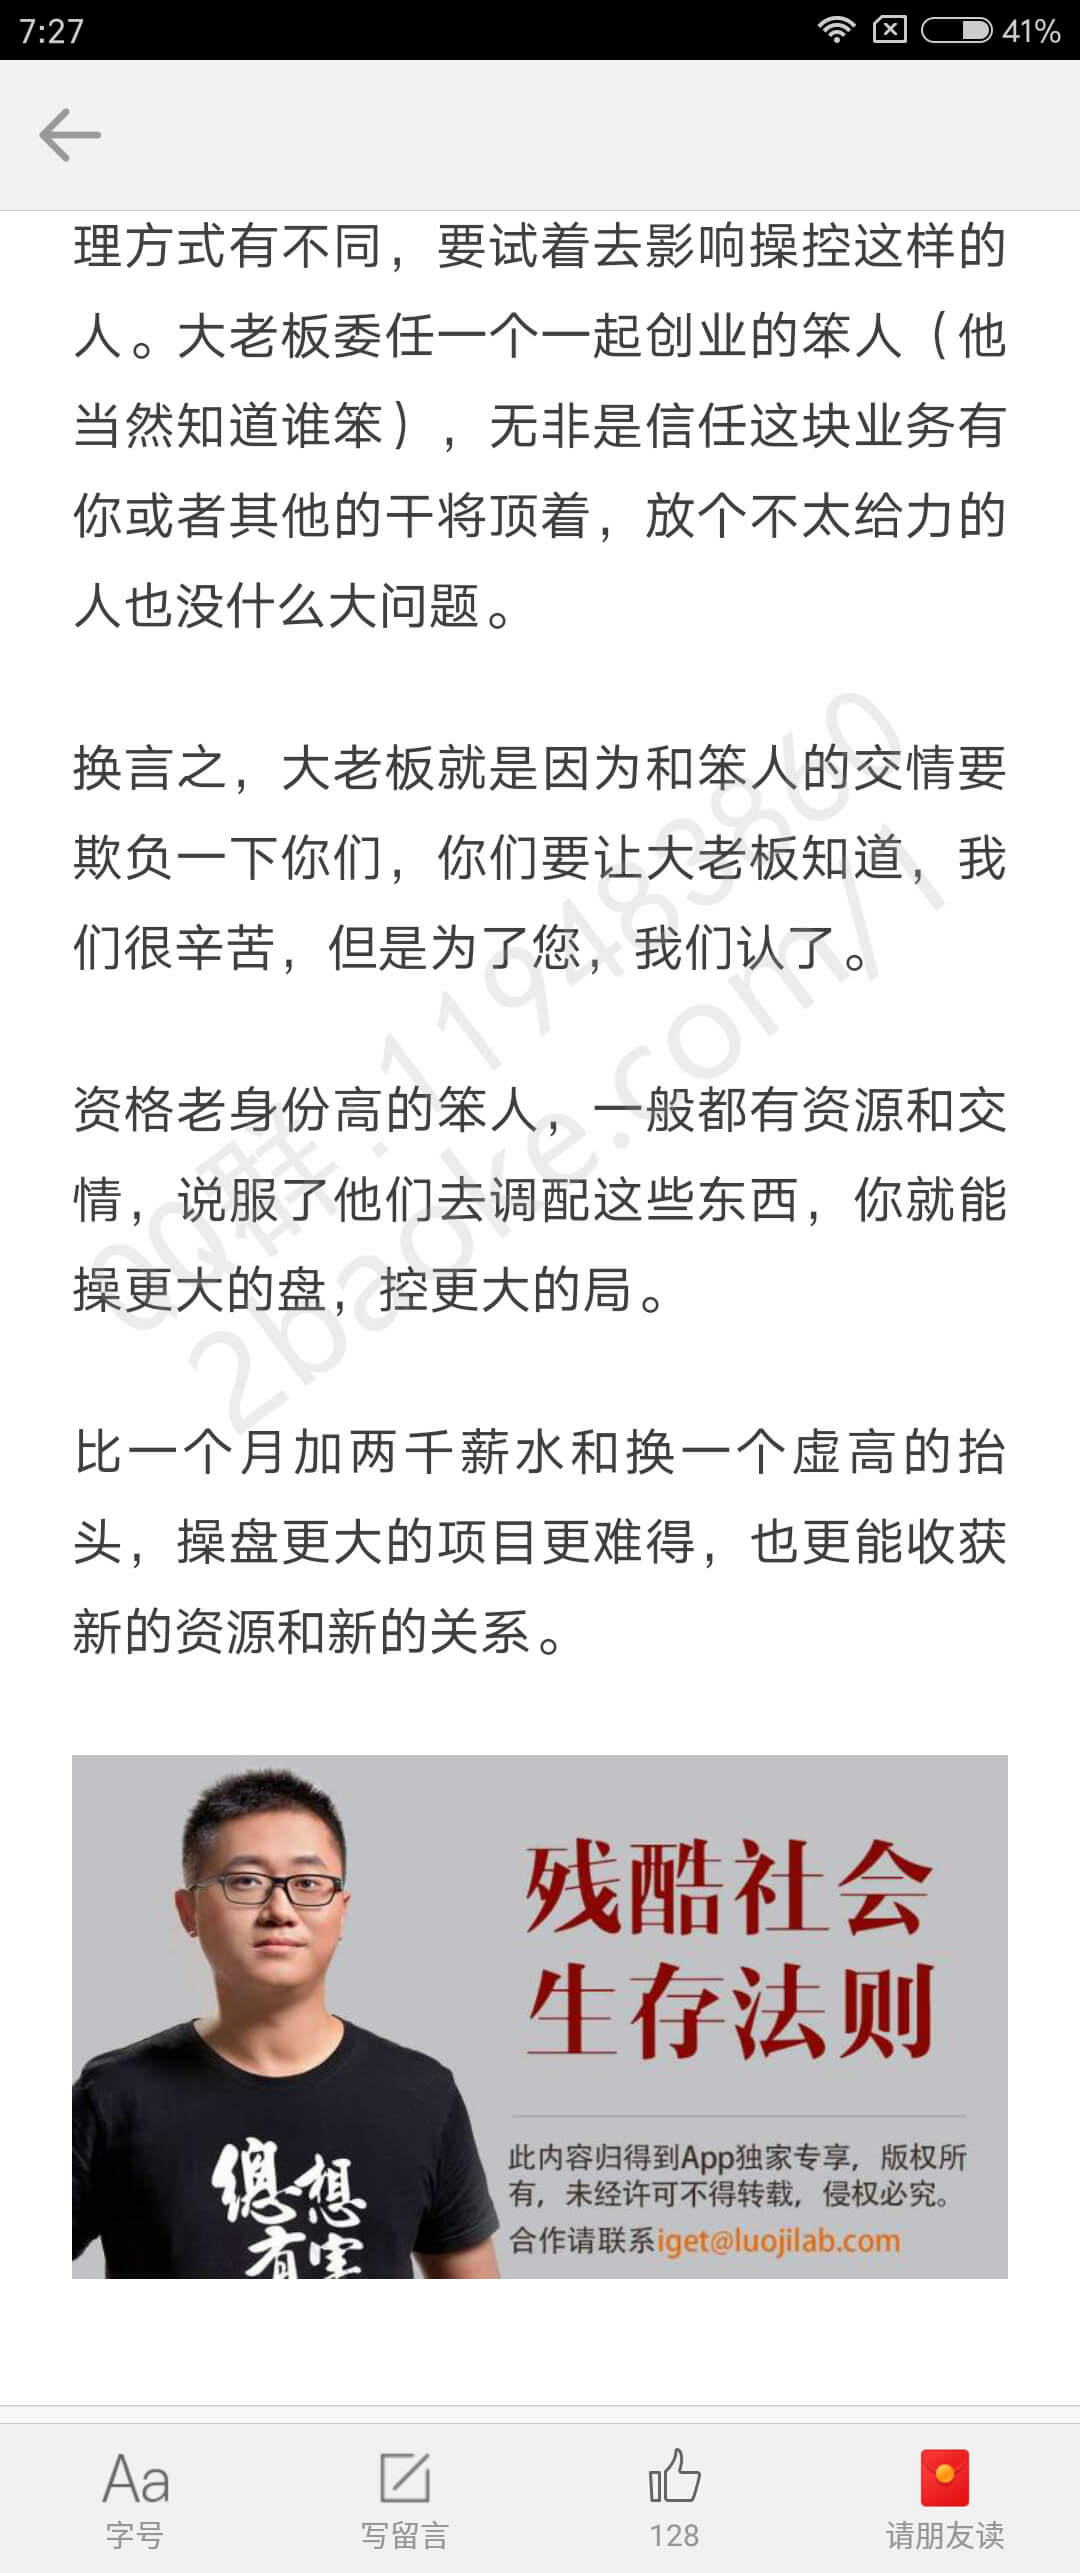 7:27
41%
理方式有不同，要试着去影响操控这样的
人。大老板委任一个一起创业的笨人（他
当然知道谁笨），无非是信任这块业务有
你或者其他的干将顶着，放个不太给力的
人也没什么大问题。
换言之，大老板就是因为和笨人的交情要
欺负一下你们，你们要让大老板知道，我
们很辛苦，但是为了您，我们认了。
资格老身份高的笨人，一般都有资源和交
情，说服了他们去调配这些东西，你就能
操更大的盘，控更大的局。
比一个月加两千薪水和换一个虚高的抬
头，操盘更大的项目更难得，也更能收获
新的资源和新的关系。
QQ群：119483860
2baoke.com/1
残酷社会
生存法则
此内容归得到App独家专享，版权所
有，未经许可不得转载，侵权必究。
合作请联系iget@luojilab.com
總想
有害
Aa
字号
写留言
128
请朋友读